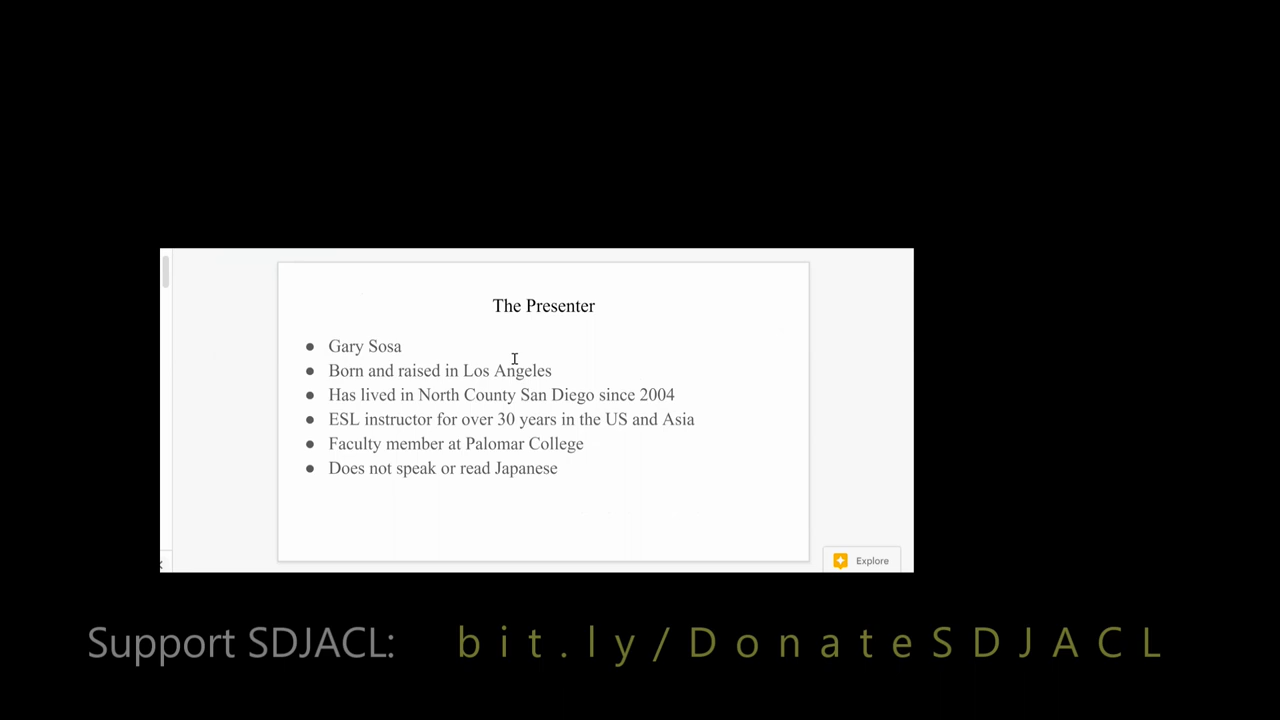 The Presenter
● Gary Sosa
● Born and raised in Los Angeles
● Has lived in North County San Diego since 2004
● ESL instructor for over 30 years in the US and Asia
● Faculty member at Palomar College
● Does not speak or read Japanese
Explore
Support SDJACL: bit.ly/DonateSDJACL